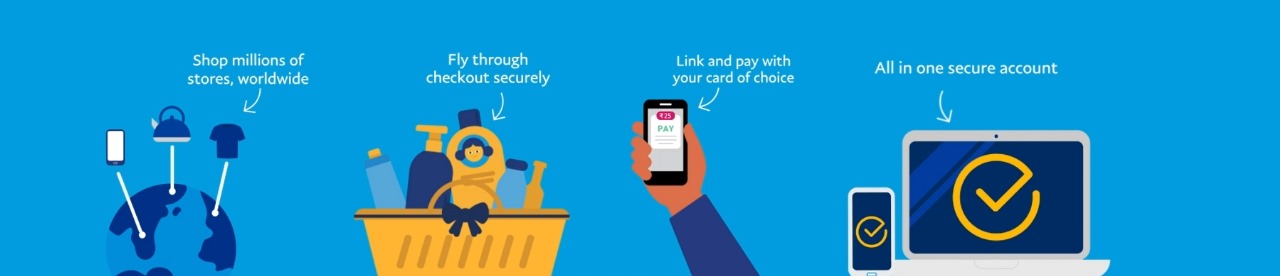 Shop millions of
stores, worldwide
Fly through
checkout securely
Link and pay with
your card of choice
₹25
PAY
All in one secure account